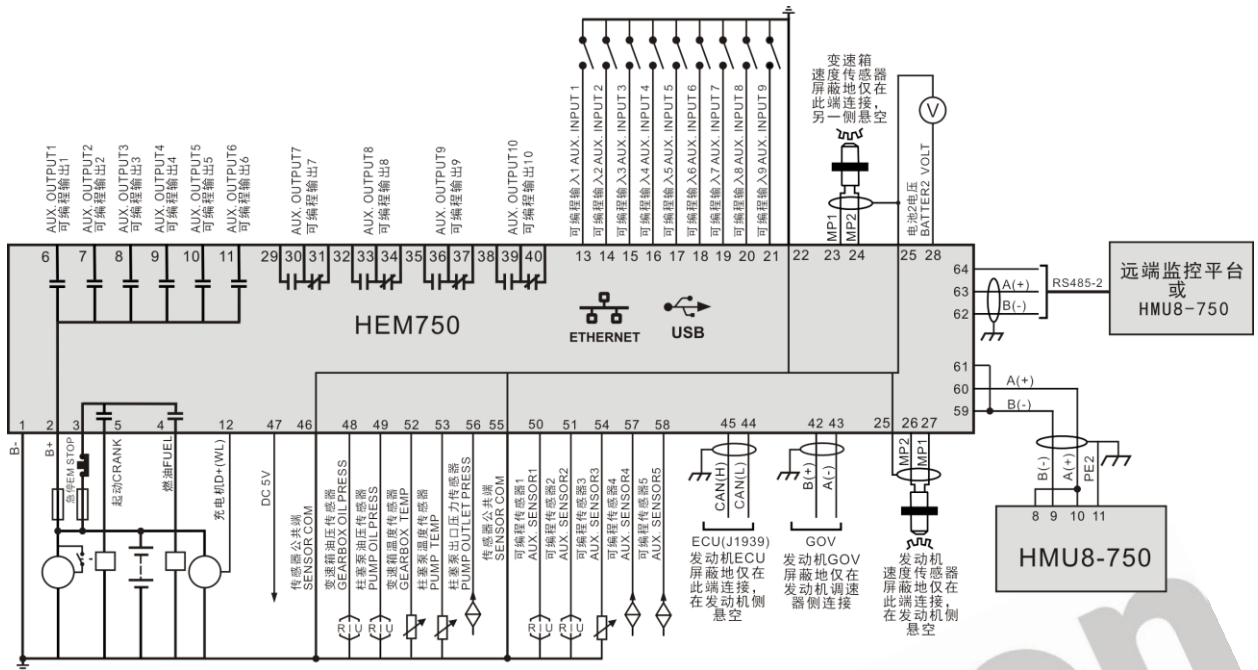 AUX. OUTPUT1
可编程输出1
AUX. OUTPUT2
可编程输出2
AUX. OUTPUT3
可编程输出3
AUX. OUTPUT4
可编程输出4
AUX. OUTPUT5
可编程输出5
AUX. OUTPUT6
可编程输出6
AUX. OUTPUT7
可编程输出7
AUX. OUTPUT8
可编程输出8
AUX. OUTPUT9
可编程输出9
AUX. OUTPUT10
可编程输出10
可编程输入1 AUX. INPUT 1
可编程输入2 AUX. INPUT 2
可编程输入3 AUX. INPUT 3
可编程输入4 AUX. INPUT 4
可编程输入5 AUX. INPUT 5
可编程输入6 AUX. INPUT 6
可编程输入7 AUX. INPUT 7
可编程输入8 AUX. INPUT 8
可编程输入9 AUX. INPUT 9
变速箱
速度传感器
屏蔽地仅在
此端连接，
另一侧悬空
MP1
MP2
电池2电压
BATTER2 VOLT
V
6 7 8 9 10 11 29 30 31 32 33 34 35 36 37 38 39 40 13 14 15 16 17 18 19 20 21 22 23 24 25 28
HEM750
ETHERNET
USB
64
63 A(+)
62 B(-)
RS485-2
远端监控平台
或
HMU8-750
61
60 A(+)
59 B(-)
1 2 3 5 4 12 47 46 48 49 52 53 56 55 50 51 54 57 58 45 44 42 43 25 26 27
B-
B+
急停EM STOP
起动CRANK
燃油FUEL
充电机D+(WL)
DC 5V
传感器公共端
SENSOR COM
变速箱油压传感器
GEARBOX OIL PRESS
柱塞泵油压传感器
PUMP OIL PRESS
变速箱温度传感器
GEARBOX TEMP
柱塞泵温度传感器
PUMP TEMP
柱塞泵出口压力传感器
PUMP OUTLET PRESS
传感器公共端
SENSOR COM
可编程传感器1
AUX. SENSOR1
可编程传感器2
AUX. SENSOR2
可编程传感器3
AUX. SENSOR3
可编程传感器4
AUX. SENSOR4
可编程传感器5
AUX. SENSOR5
R I U
R I U
R I U
R I U
CAN(H)
CAN(L)
ECU(J1939)
发动机ECU
屏蔽地仅在
此端连接，
在发动机侧
悬空
B(+)
A(-)
GOV
发动机GOV
屏蔽地仅在
发动机调速
器侧连接
MP2
MP1
发动机
速度传感器
屏蔽地仅在
此端连接，
在发动机侧
悬空
B(-)
A(+)
PE2
8 9 10 11
HMU8-750